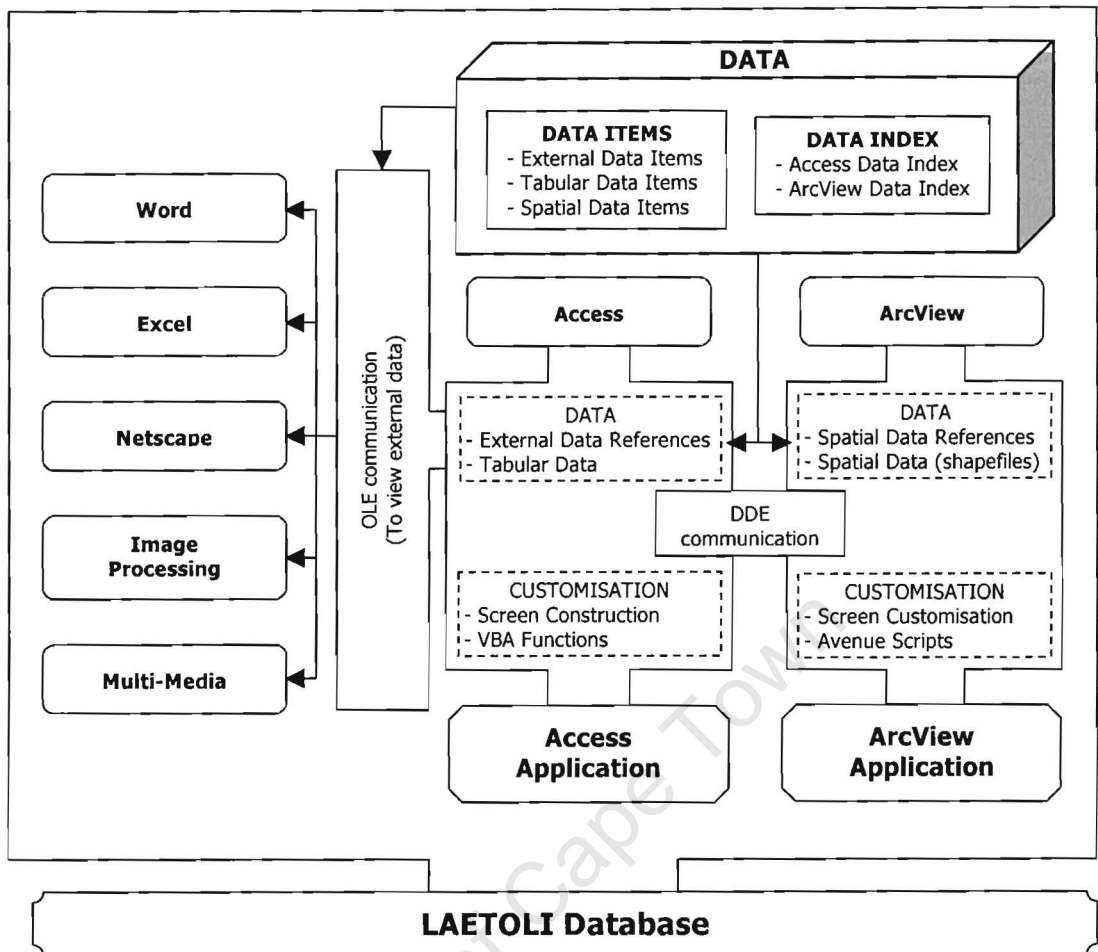 DATA
DATA ITEMS
- External Data Items
- Tabular Data Items
- Spatial Data Items
DATA INDEX
- Access Data Index
- ArcView Data Index
Word
Excel
Netscape
Image
Processing
Multi-Media
OLE communication
(To view external data)
Access
ArcView
DATA
- External Data References
- Tabular Data
DATA
- Spatial Data References
- Spatial Data (shapefiles)
DDE
communication
CUSTOMISATION
- Screen Construction
- VBA Functions
CUSTOMISATION
- Screen Customisation
- Avenue Scripts
Access
Application
ArcView
Application
LAETOLI Database
Cape Town